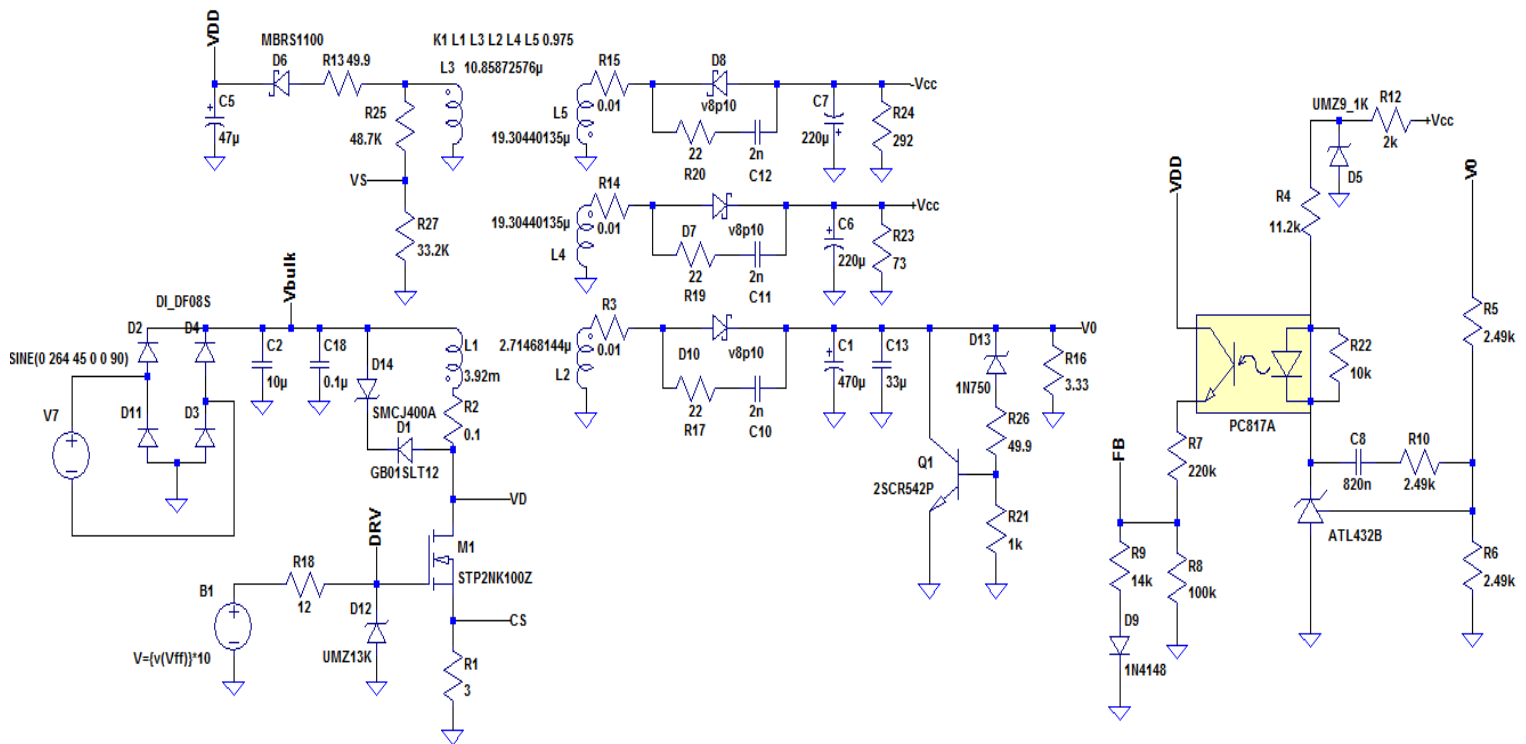 VDD
MBRS1100
D6
R13 49.9
K1 L1 L3 L2 L4 L5 0.975
L3 10.85872576µ
C5
47µ
R25
48.7K
VS
R27
33.2K
R15
0.01
D8
v8p10
-Vcc
L5
19.30440135µ
22
R20
2n
C12
C7
220µ
R24
292
R14
0.01
19.30440135µ
L4
D7
v8p10
+Vcc
22
R19
2n
C11
C6
220µ
R23
73
UMZ9_1K
R12
2k
+Vcc
D5
VDD
V0
R4
11.2k
R5
2.49k
Vbulk
DI_DF08S
D2
D4
SINE(0 264 45 0 0 90)
V7
D11
D3
C2
10µ
C18
0.1µ
D14
SMCJ400A
L1
3.92m
D1
GB01SLT12
R2
0.1
R3
0.01
2.71468144µ
L2
D10
v8p10
22
R17
2n
C10
C1
470µ
C13
33µ
V0
D13
1N750
R16
3.33
R26
49.9
Q1
2SCR542P
R21
1k
R22
10k
PC817A
R7
220k
FB
C8
820n
R10
2.49k
ATL432B
R6
2.49k
R9
14k
R8
100k
D9
1N4148
VD
DRV
M1
STP2NK100Z
R18
12
B1
V={v(Vff)}*10
D12
UMZ13K
CS
R1
3